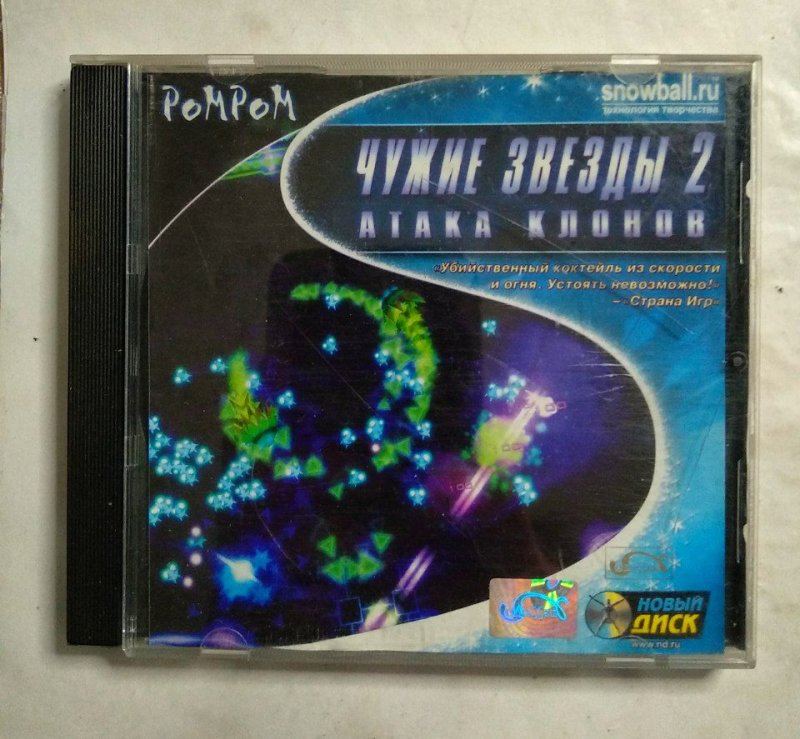 PoMPoM
snowball.ru
технология творчества
ЧУЖИЕ ЗВЕЗДЫ 2
АТАКА КЛОНОВ
«Убийственный коктейль из скорости
и огня. Устоять невозможно!»
– «Страна Игр»
НОВЫЙ
ДИСК
www.nd.ru